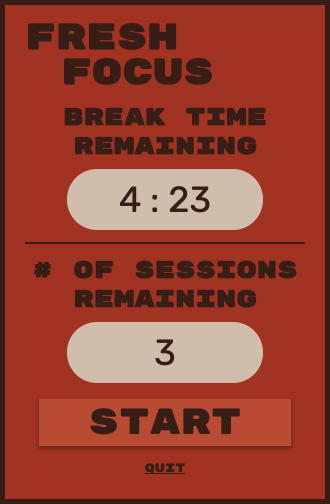 FRESH
FOCUS
BREAK TIME
REMAINING
4:23
# OF SESSIONS
REMAINING
3
START
QUIT